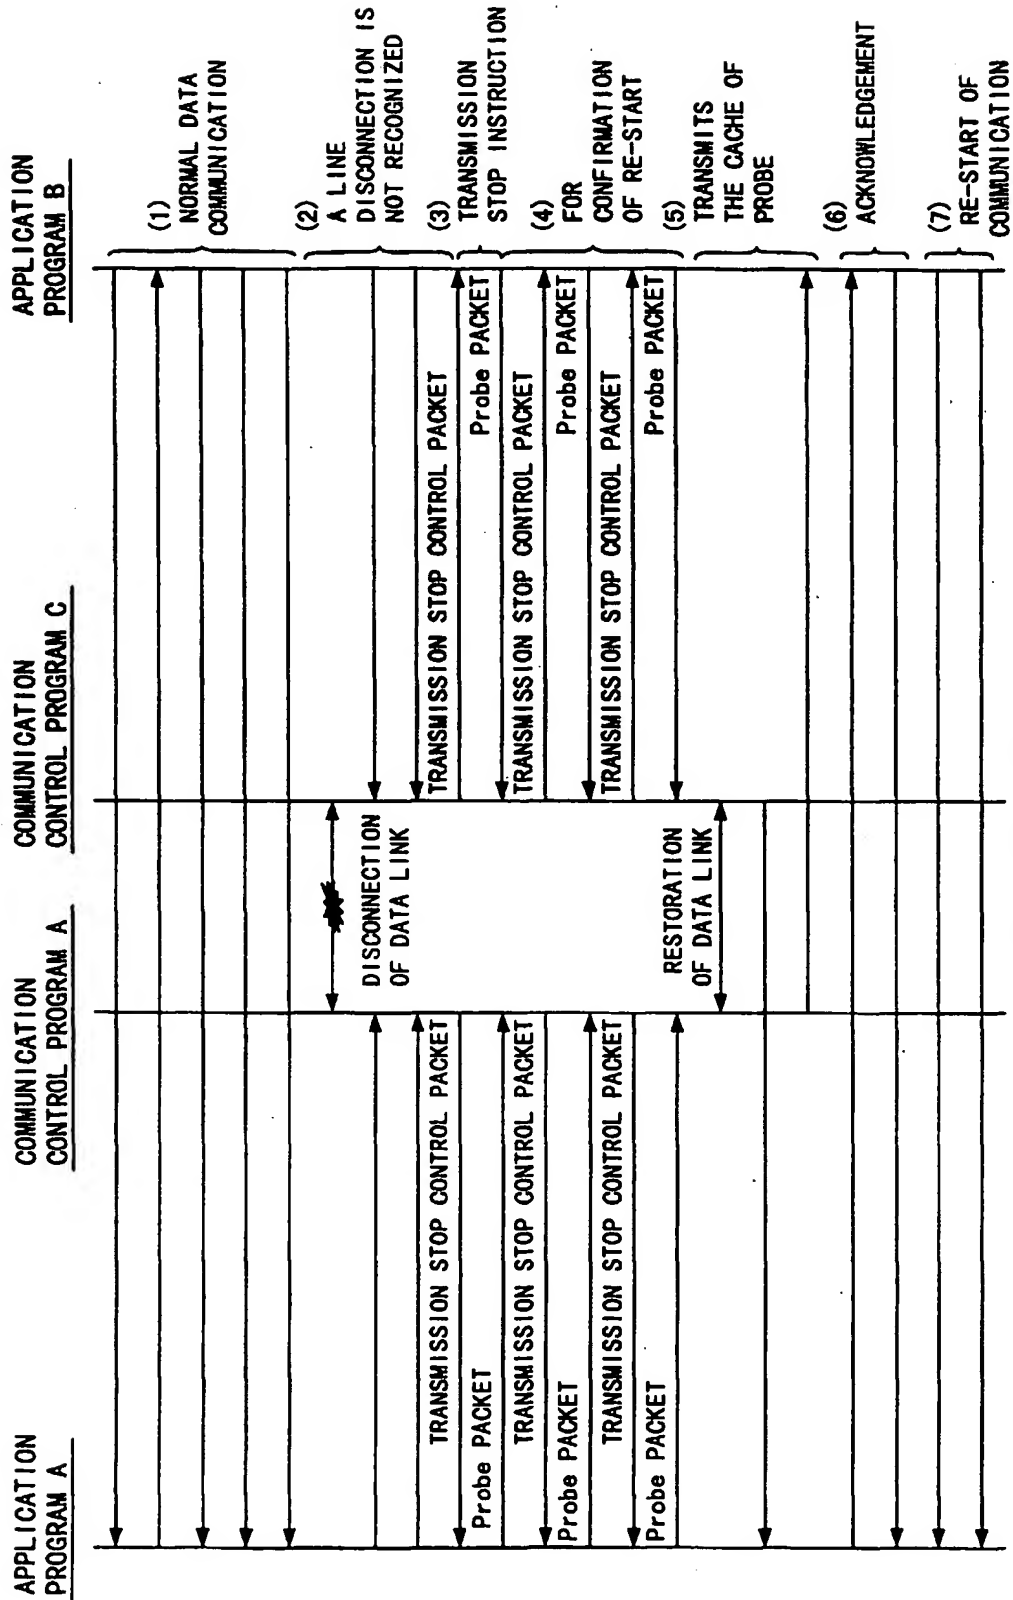 APPLICATION
PROGRAM A
COMMUNICATION
CONTROL PROGRAM A
COMMUNICATION
CONTROL PROGRAM C
APPLICATION
PROGRAM B
(1)
NORMAL DATA
COMMUNICATION
(2)
A LINE
DISCONNECTION IS
NOT RECOGNIZED
(3)
TRANSMISSION
STOP INSTRUCTION
(4)
FOR
CONFIRMATION
OF RE-START
(5)
TRANSMITS
THE CACHE OF
PROBE
(6)
ACKNOWLEDGEMENT
(7)
RE-START OF
COMMUNICATION
DISCONNECTION
OF DATA LINK
RESTORATION
OF DATA LINK
TRANSMISSION STOP CONTROL PACKET
Probe PACKET
TRANSMISSION STOP CONTROL PACKET
Probe PACKET
TRANSMISSION STOP CONTROL PACKET
Probe PACKET
TRANSMISSION STOP CONTROL PACKET
Probe PACKET
TRANSMISSION STOP CONTROL PACKET
Probe PACKET
TRANSMISSION STOP CONTROL PACKET
Probe PACKET